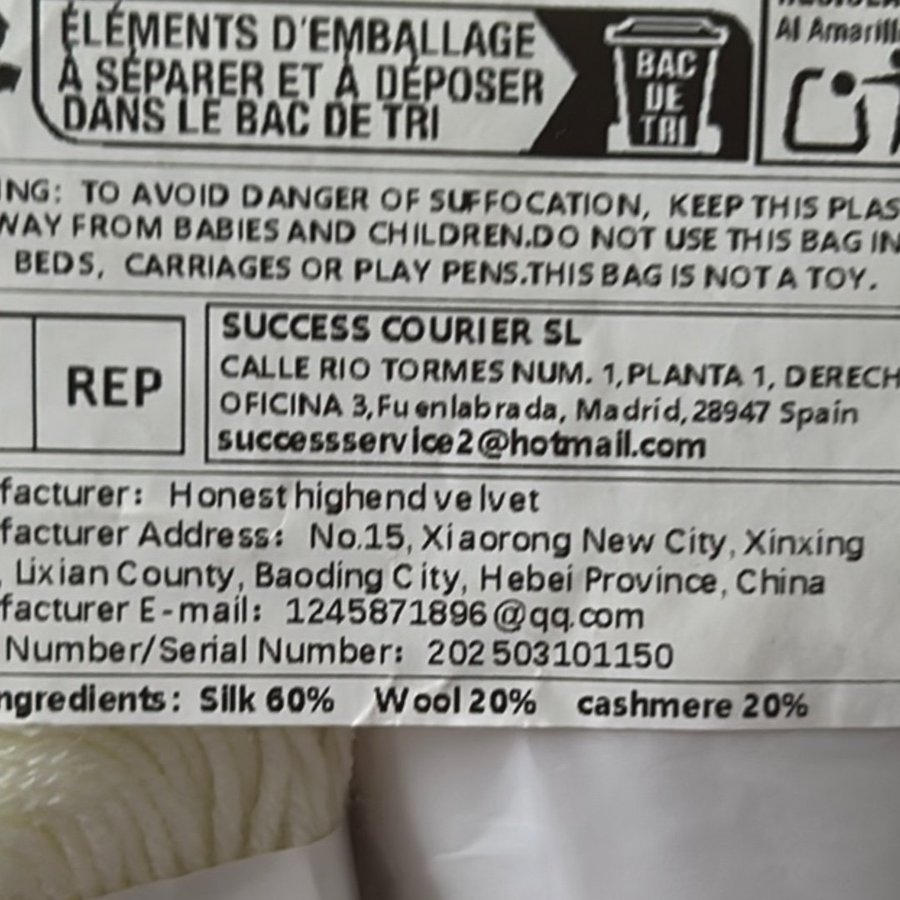 ÉLÉMENTS D'EMBALLAGE
À SÉPARER ET À DÉPOSER
DANS LE BAC DE TRI
BAC
DE
TRI
Al Amarill
ING: TO AVOID DANGER OF SUFFOCATION, KEEP THIS PLAS
WAY FROM BABIES AND CHILDREN.DO NOT USE THIS BAG IN
BEDS, CARRIAGES OR PLAY PENS.THIS BAG IS NOT A TOY.
REP
SUCCESS COURIER SL
CALLE RIO TORMES NUM. 1,PLANTA 1, DERECH
OFICINA 3,Fuenlabrada, Madrid,28947 Spain
successservice2@hotmail.com
facturer: Honest highend velvet
facturer Address: No.15, Xiaorong New City, Xinxing
, Lixian County, Baoding City, Hebei Province, China
facturer E-mail: 1245871896@qq.com
Number/Serial Number: 202503101150
ngredients: Silk 60% Wool 20% cashmere 20%